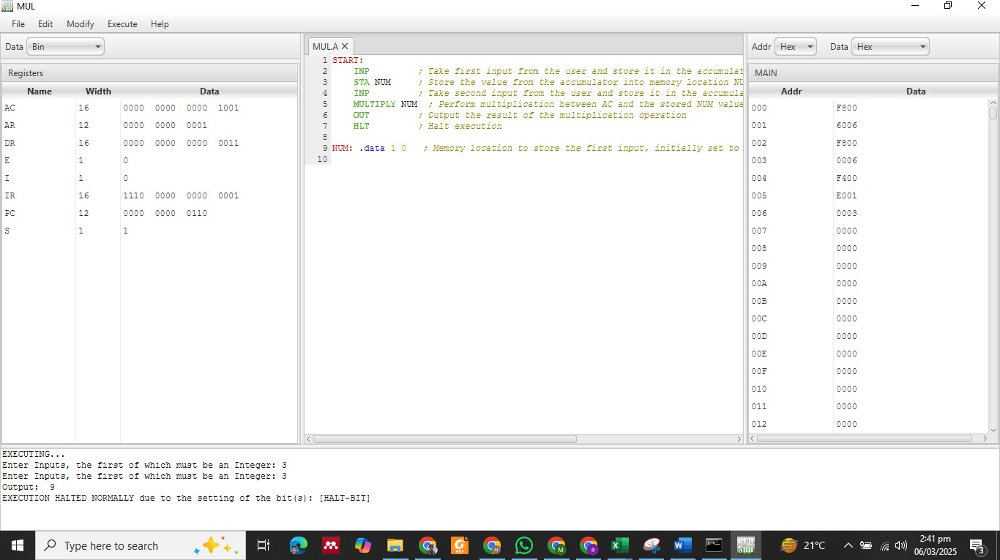 MUL
File Edit Modify Execute Help
Data Bin
Registers
Name Width Data
AC 16 0000 0000 0000 1001
AR 12 0000 0000 0001
DR 16 0000 0000 0000 0011
E 1 0
I 1 0
IR 16 1110 0000 0000 0001
PC 12 0000 0000 0110
S 1 1
MUL.A
1 START:
2 INP ; Take first input from the user and store it in the accumulat
3 STA NUM ; Store the value from the accumulator into memory location NU
4 INP ; Take second input from the user and store it in the accumula
5 MULTIPLY NUM ; Perform multiplication between AC and the stored NUM value
6 OUT ; Output the result of the multiplication operation
7 HLT ; Halt execution
8
9 NUM: .data 1 0 ; Memory location to store the first input, initially set to
10
Addr Hex Data Hex
MAIN
Addr Data
000 F800
001 6006
002 F800
003 0006
004 F400
005 E001
006 0003
007 0000
008 0000
009 0000
00A 0000
00B 0000
00C 0000
00D 0000
00E 0000
00F 0000
010 0000
011 0000
012 0000
EXECUTING...
Enter Inputs, the first of which must be an Integer: 3
Enter Inputs, the first of which must be an Integer: 3
Output: 9
EXECUTION HALTED NORMALLY due to the setting of the bit(s): [HALT-BIT]
Type here to search
21°C
2:41 pm
06/03/2025
3